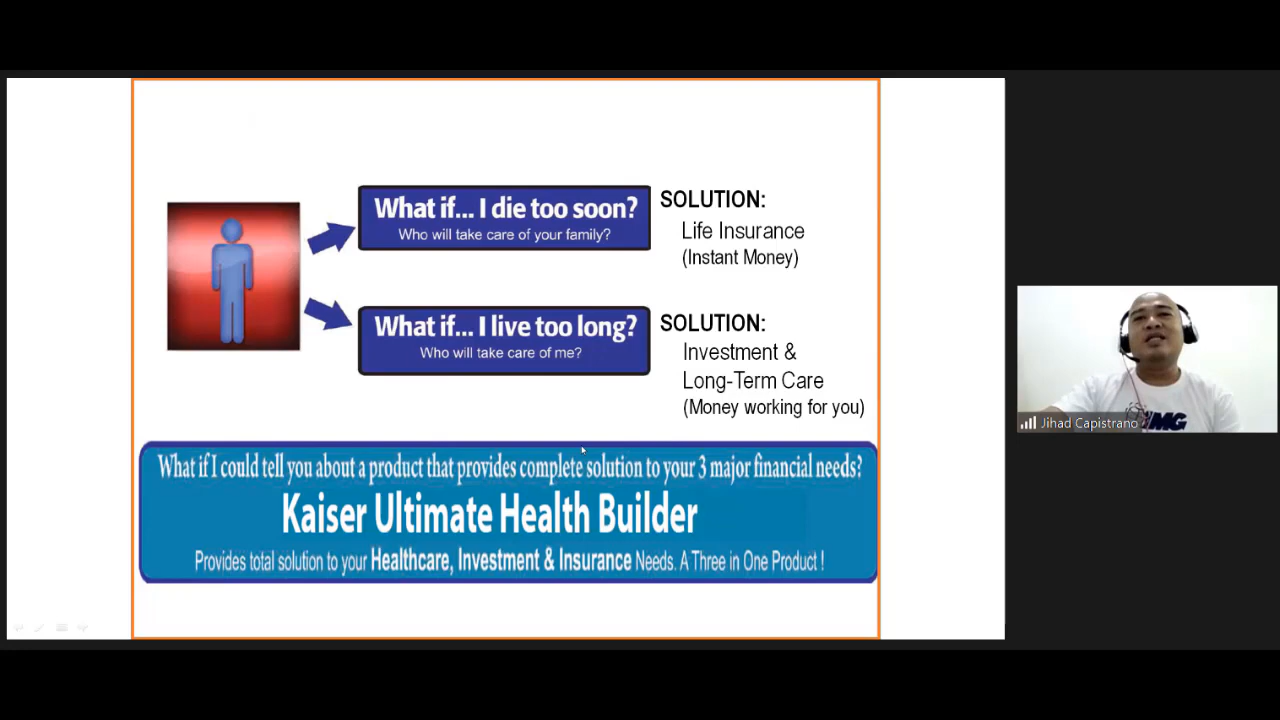 What if... I die too soon?
Who will take care of your family?
SOLUTION:
Life Insurance
(Instant Money)
What if... I live too long?
Who will take care of me?
SOLUTION:
Investment &
Long-Term Care
(Money working for you)
What if I could tell you about a product that provides complete solution to your 3 major financial needs?
Kaiser Ultimate Health Builder
Provides total solution to your Healthcare, Investment & Insurance Needs. A Three in One Product !
Jihad Capistrano